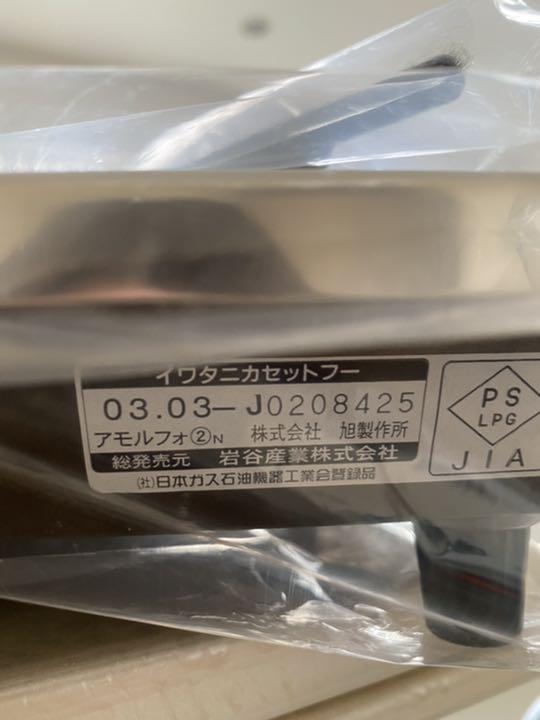 イワタニカセットフー
03.03-J0208425
アモルフォ②N 株式会社 旭製作所
総発売元 岩谷産業株式会社
(社)日本ガス石油機器工業会登録品
PS
LPG
JIA